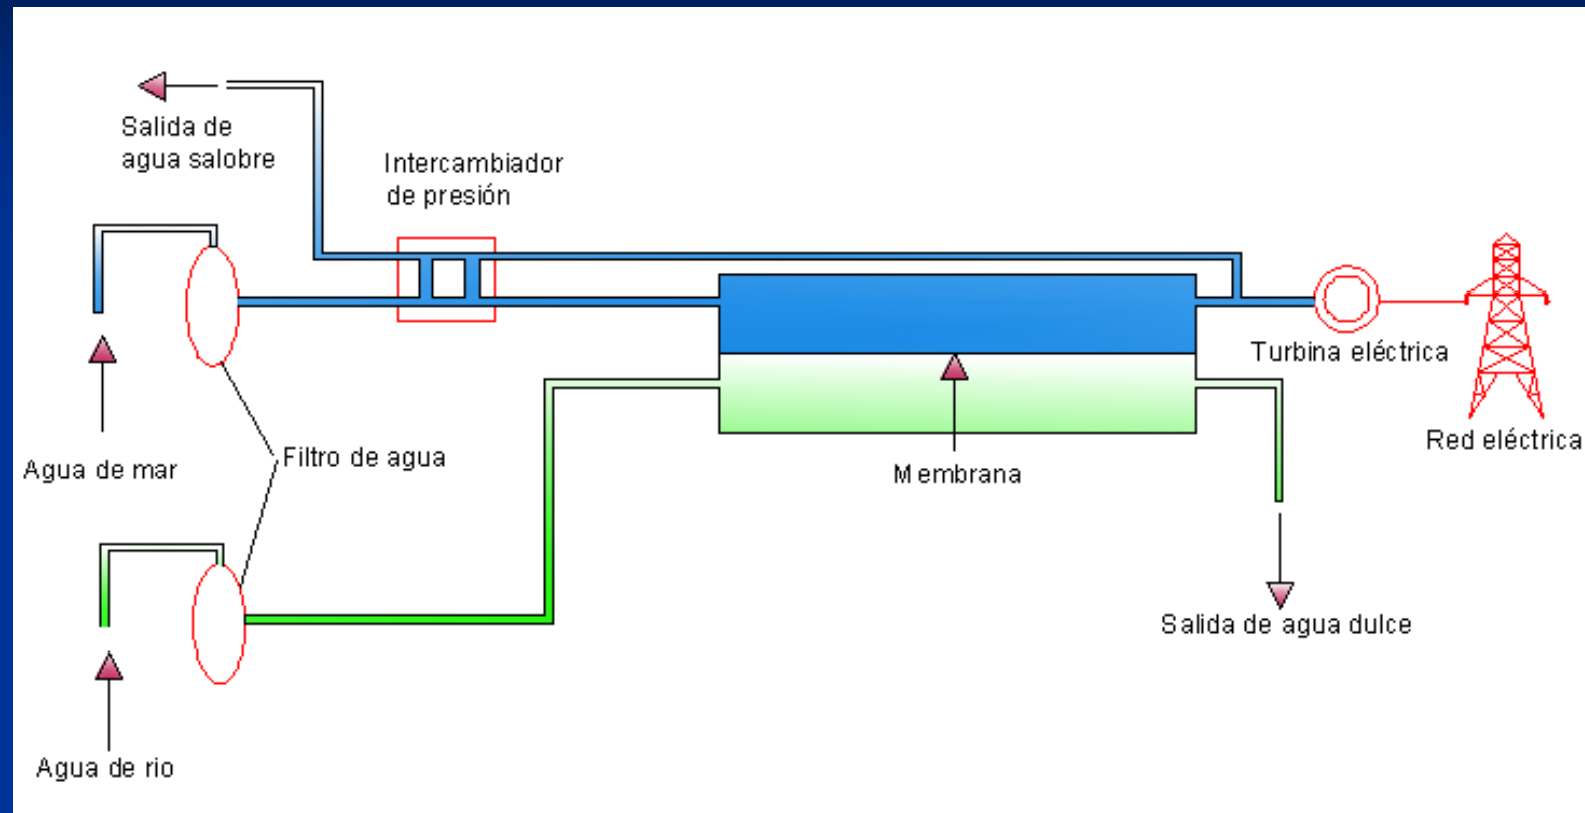 Salida de
agua salobre
Intercambiador
de presión
Turbina eléctrica
Red eléctrica
Agua de mar
Filtro de agua
Membrana
Salida de agua dulce
Agua de rio